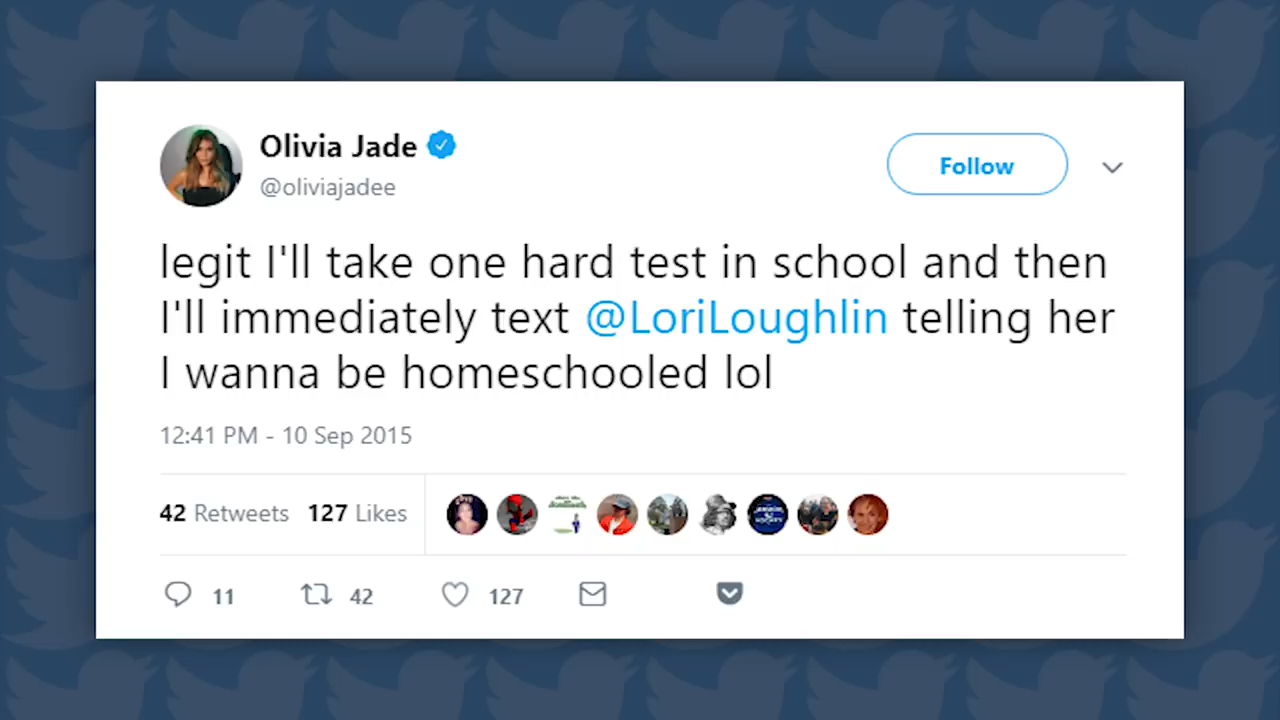 Olivia Jade
@oliviajadee
Follow
legit I'll take one hard test in school and then
I'll immediately text @LoriLoughlin telling her
I wanna be homeschooled lol
12:41 PM - 10 Sep 2015
42 Retweets 127 Likes
11 42 127